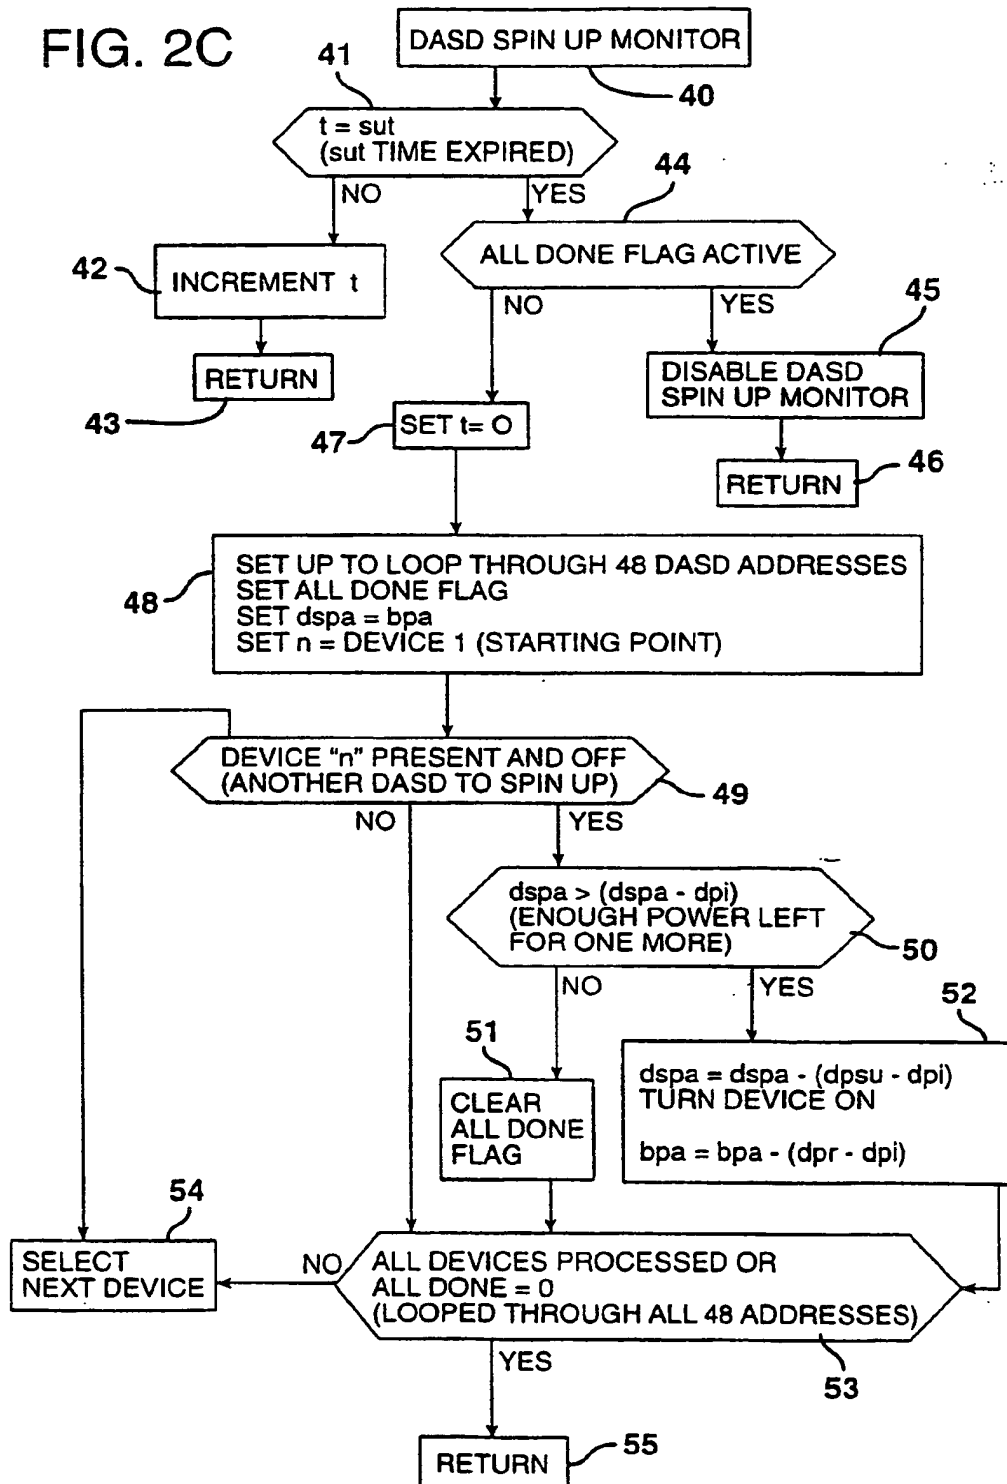 FIG. 2C
DASD SPIN UP MONITOR
40
41
t = sut
(sut TIME EXPIRED)
NO
YES
44
42
INCREMENT t
ALL DONE FLAG ACTIVE
NO
YES
45
43
RETURN
47
SET t= O
DISABLE DASD
SPIN UP MONITOR
RETURN
46
48
SET UP TO LOOP THROUGH 48 DASD ADDRESSES
SET ALL DONE FLAG
SET dspa = bpa
SET n = DEVICE 1 (STARTING POINT)
DEVICE "n" PRESENT AND OFF
(ANOTHER DASD TO SPIN UP)
49
NO
YES
dspa > (dspa - dpi)
(ENOUGH POWER LEFT
FOR ONE MORE)
50
NO
YES
51
52
CLEAR
ALL DONE
FLAG
dspa = dspa - (dpsu - dpi)
TURN DEVICE ON
bpa = bpa - (dpr - dpi)
54
SELECT
NEXT DEVICE
NO
ALL DEVICES PROCESSED OR
ALL DONE = 0
(LOOPED THROUGH ALL 48 ADDRESSES)
YES
53
RETURN
55